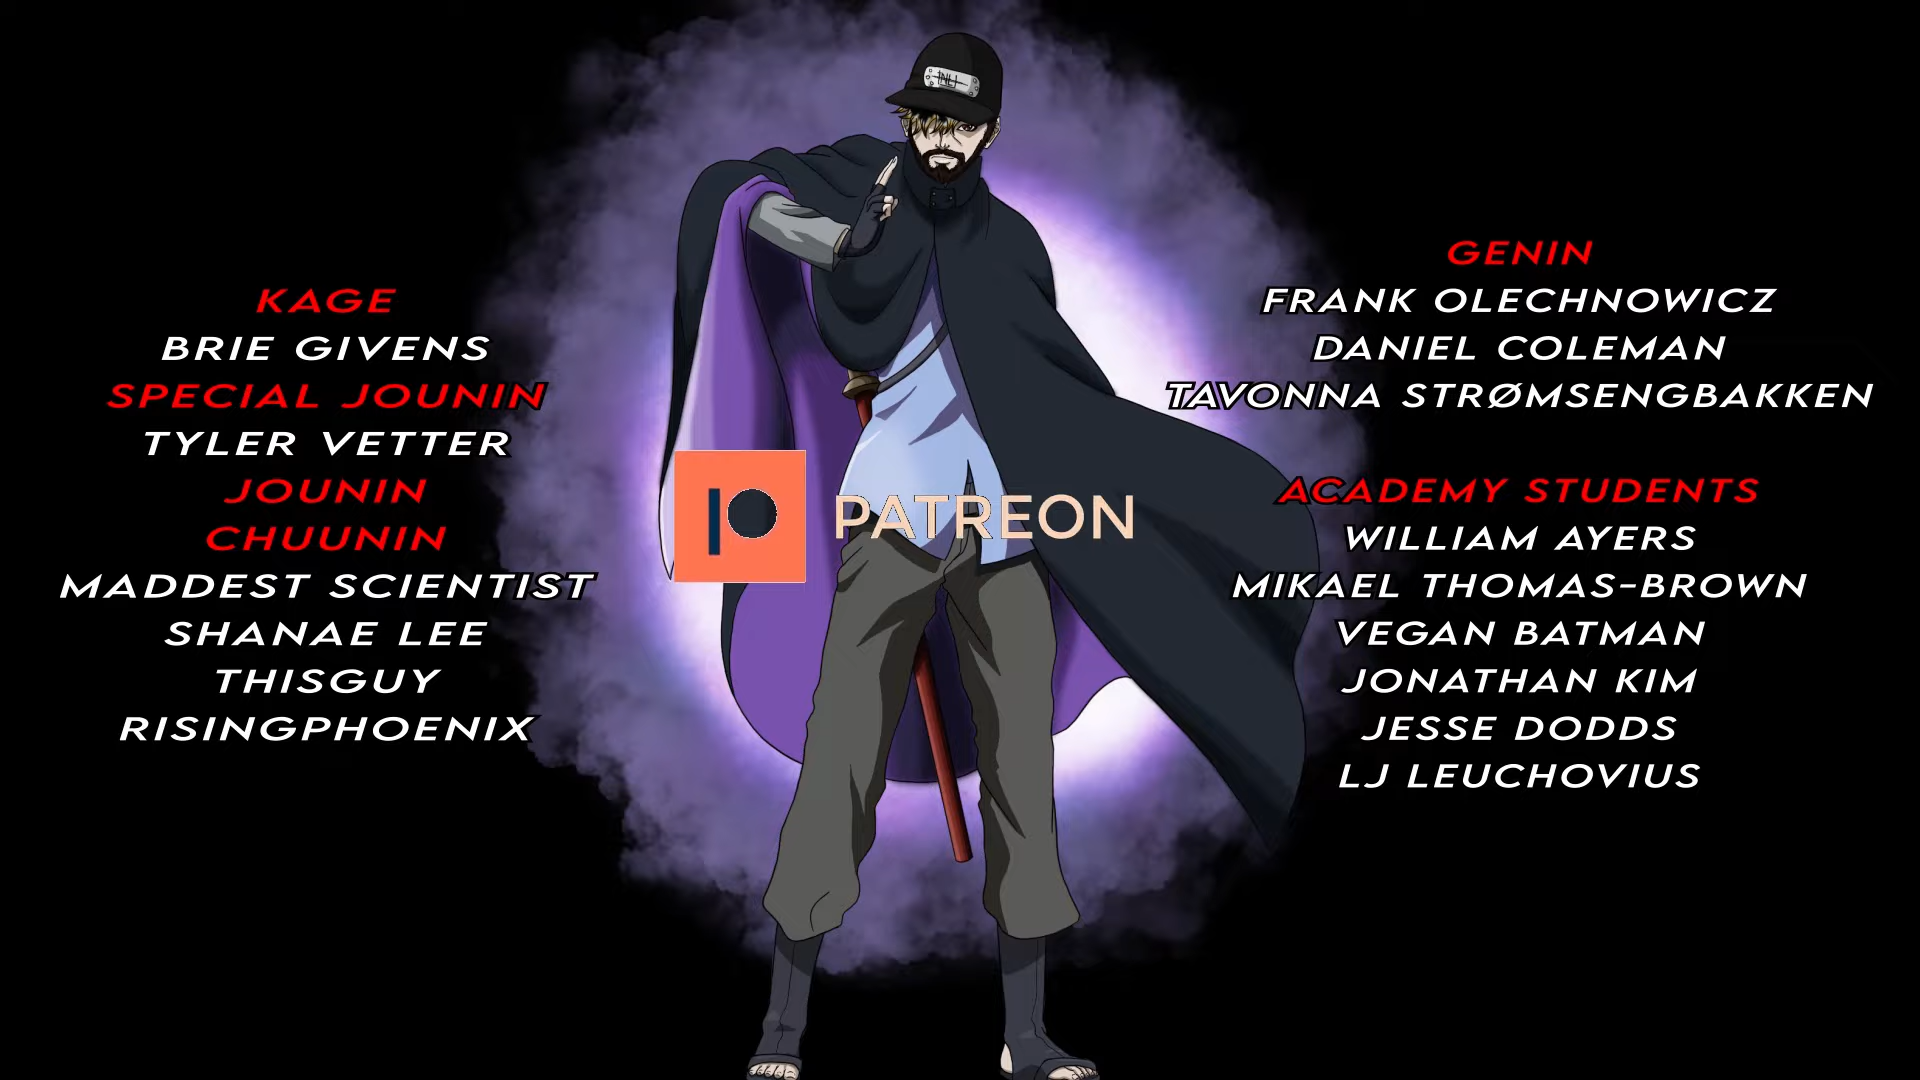 KAGE
BRIE GIVENS
SPECIAL JOUNIN
TYLER VETTER
JOUNIN
CHUUNIN
MADDEST SCIENTIST
SHANAE LEE
THISGUY
RISINGPHOENIX
PATREON
GENIN
FRANK OLECHNOWICZ
DANIEL COLEMAN
TAVONNA STRØMSENGBAKKEN
ACADEMY STUDENTS
WILLIAM AYERS
MIKAEL THOMAS-BROWN
VEGAN BATMAN
JONATHAN KIM
JESSE DODDS
LJ LEUCHOVIUS